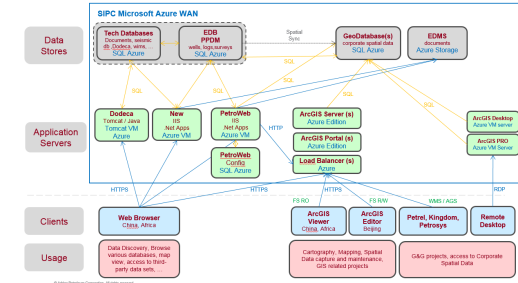 SIPC Microsoft Azure WAN
Data
Stores
Tech Databases
Documents, seismic
db, Dodeca, wims, ...
SQL Azure
EDB
PPDM
wells, logs,surveys
SQL Azure
Spatial
Sync
GeoDatabase(s)
corporate spatial data
SQL Azure
EDMS
documents
Azure Storage
SQL
SQL
SQL
SQL
SQL
SQL
SQL
Application
Servers
Dodeca
Tomcat / Java
Tomcat VM
Azure
New
IIS
Net Apps
Azure VM
PetroWeb
IIS
Net Apps
Azure VM
PetroWeb
Config
SQL Azure
HTTP
ArcGIS Server (s)
Azure Edition
ArcGIS Portal (s)
Azure Edition
Load Balancer (s)
Azure
ArcGIS Desktop
Azure VM server
ArcGIS PRO
Azure VM Server
HTTPS
HTTPS
HTTPS
HTTPS
RDP
FS RO
FS R/W
WMS / AGS
Clients
Web Browser
China, Africa
ArcGIS
Viewer
China, Africa
ArcGIS
Editor
Beijing
Petrel, Kingdom,
Petrosys
Remote
Desktop
Usage
Data Discovery, Browse
various databases, map
view, access to third-
party data sets, ...
Cartography, Mapping, Spatial
Data capture and maintenance,
GIS related projects
G&G projects, access to Corporate
Spatial Data